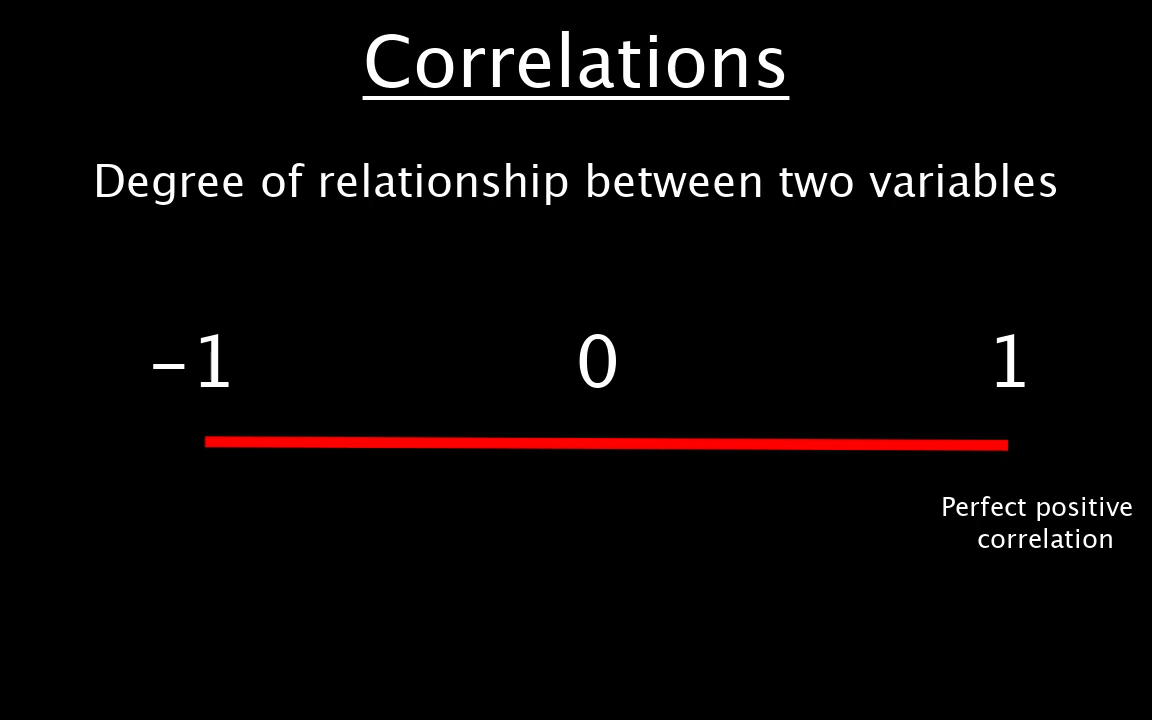 Correlations
Degree of relationship between two variables
-1 0 1
Perfect positive
correlation